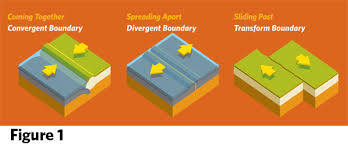 Coming Together
Convergent Boundary
Spreading Apart
Divergent Boundary
Sliding Past
Transform Boundary
Figure 1